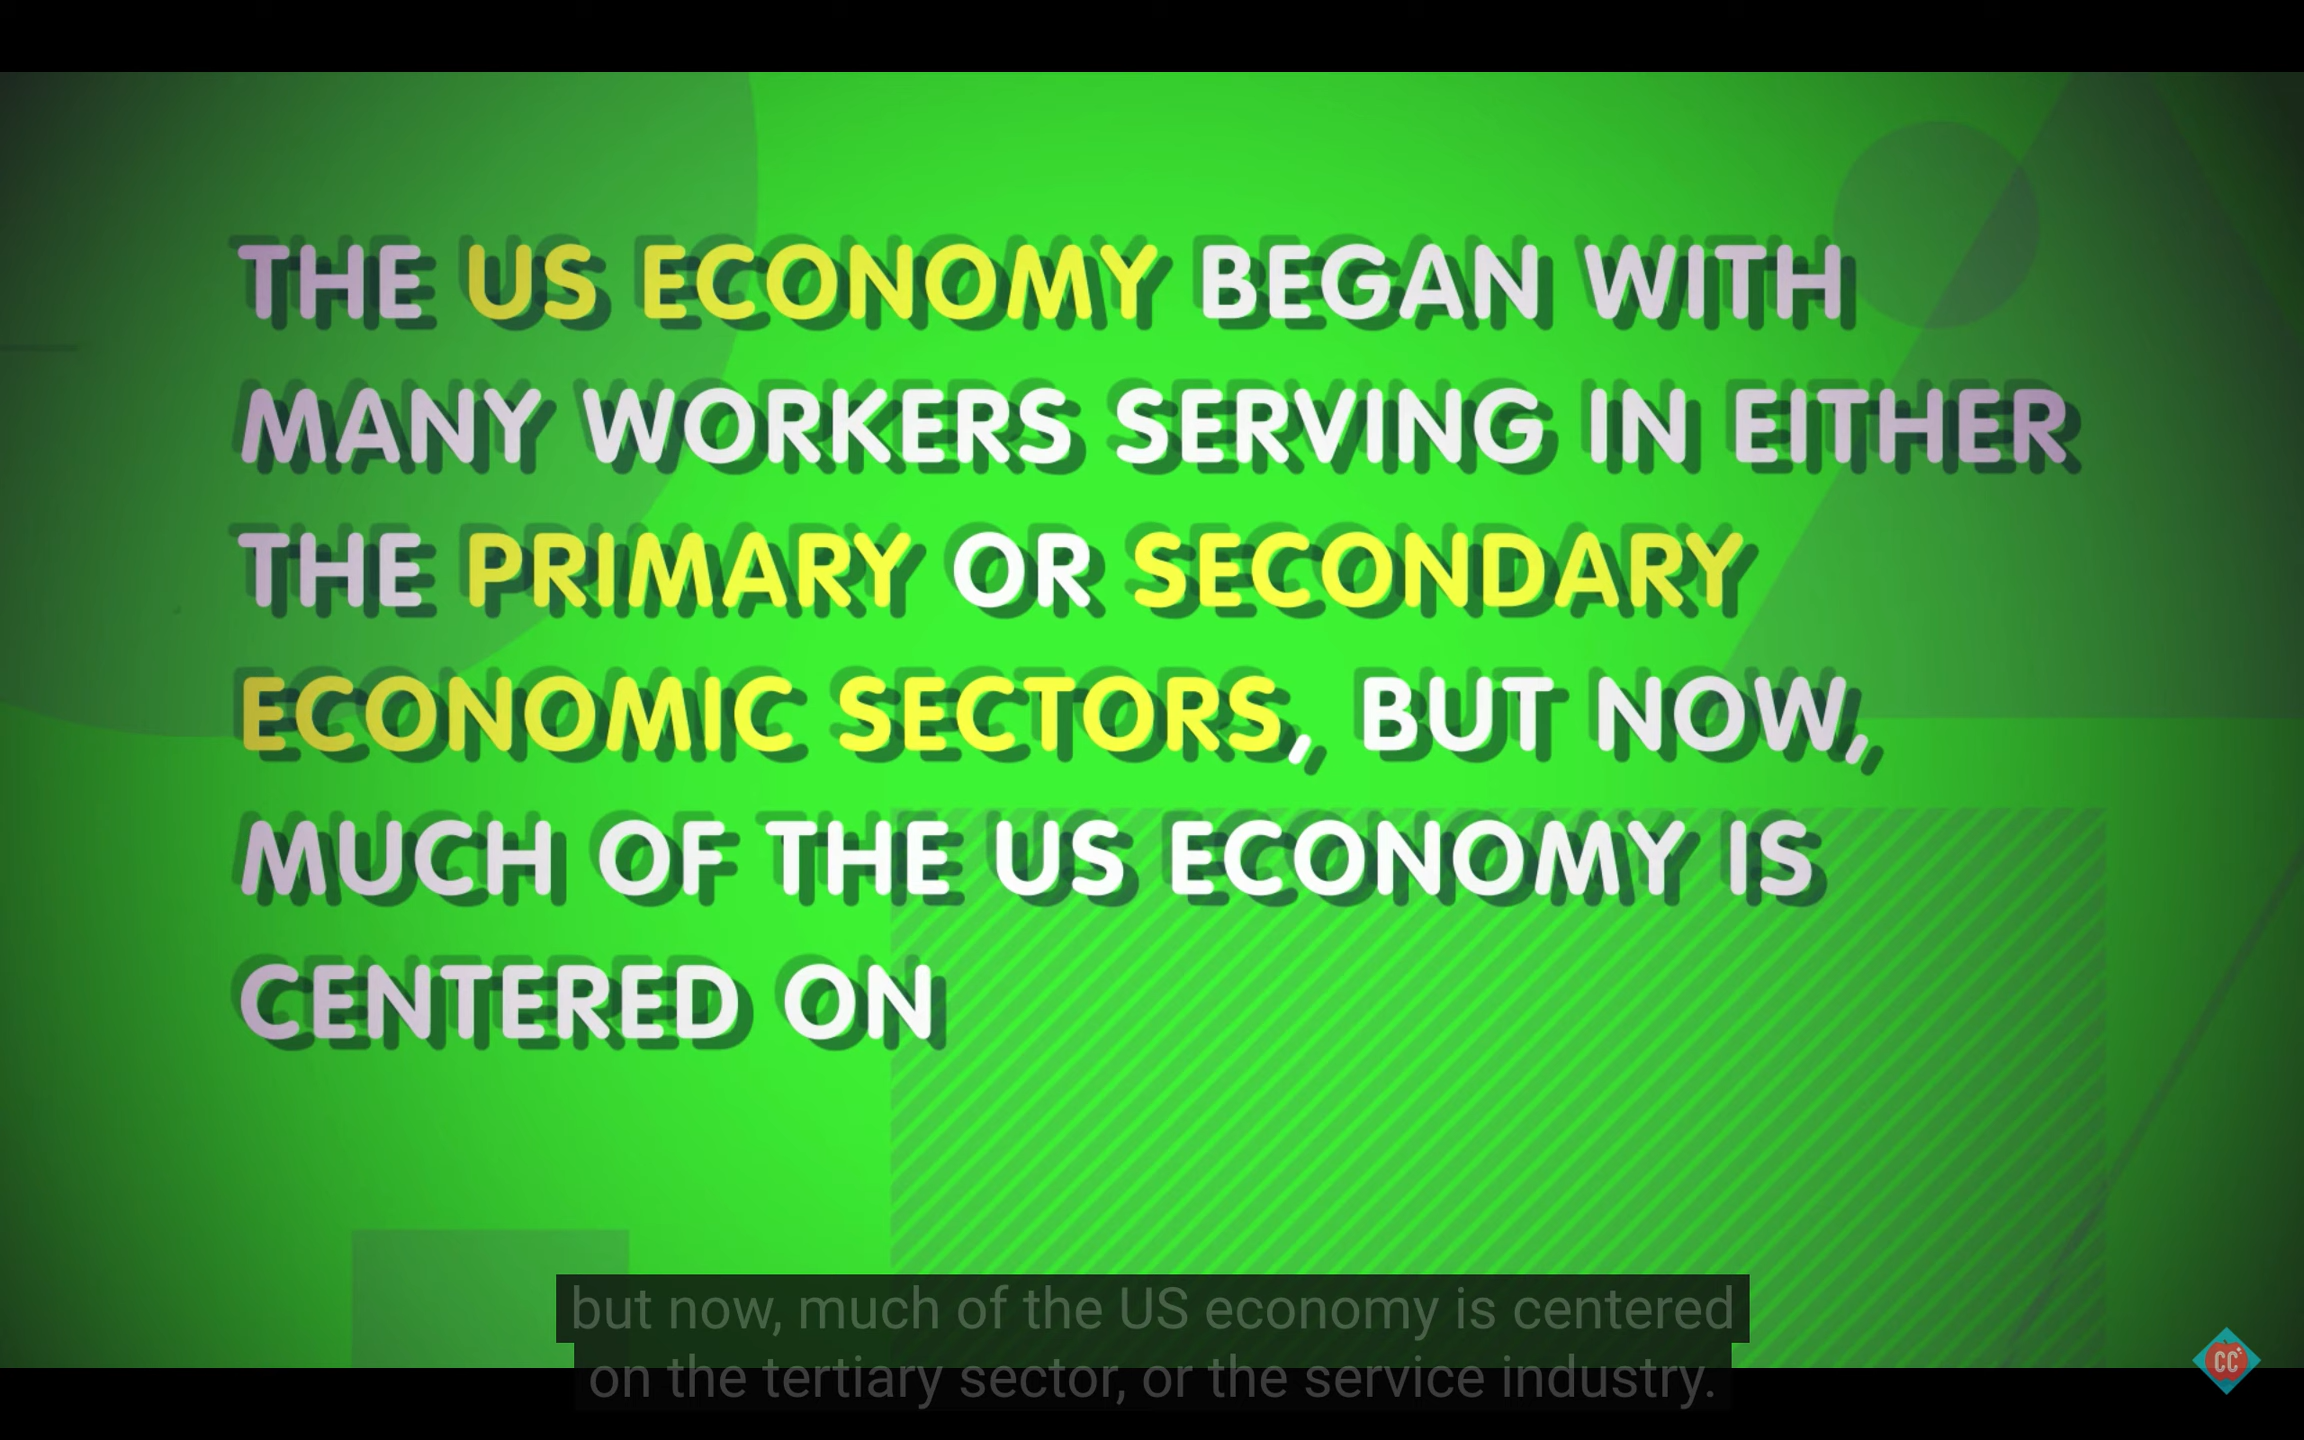 THE US ECONOMY BEGAN WITH
MANY WORKERS SERVING IN EITHER
THE PRIMARY OR SECONDARY
ECONOMIC SECTORS, BUT NOW,
MUCH OF THE US ECONOMY IS
CENTERED ON
but now, much of the US economy is centered
on the tertiary sector, or the service industry.
CC